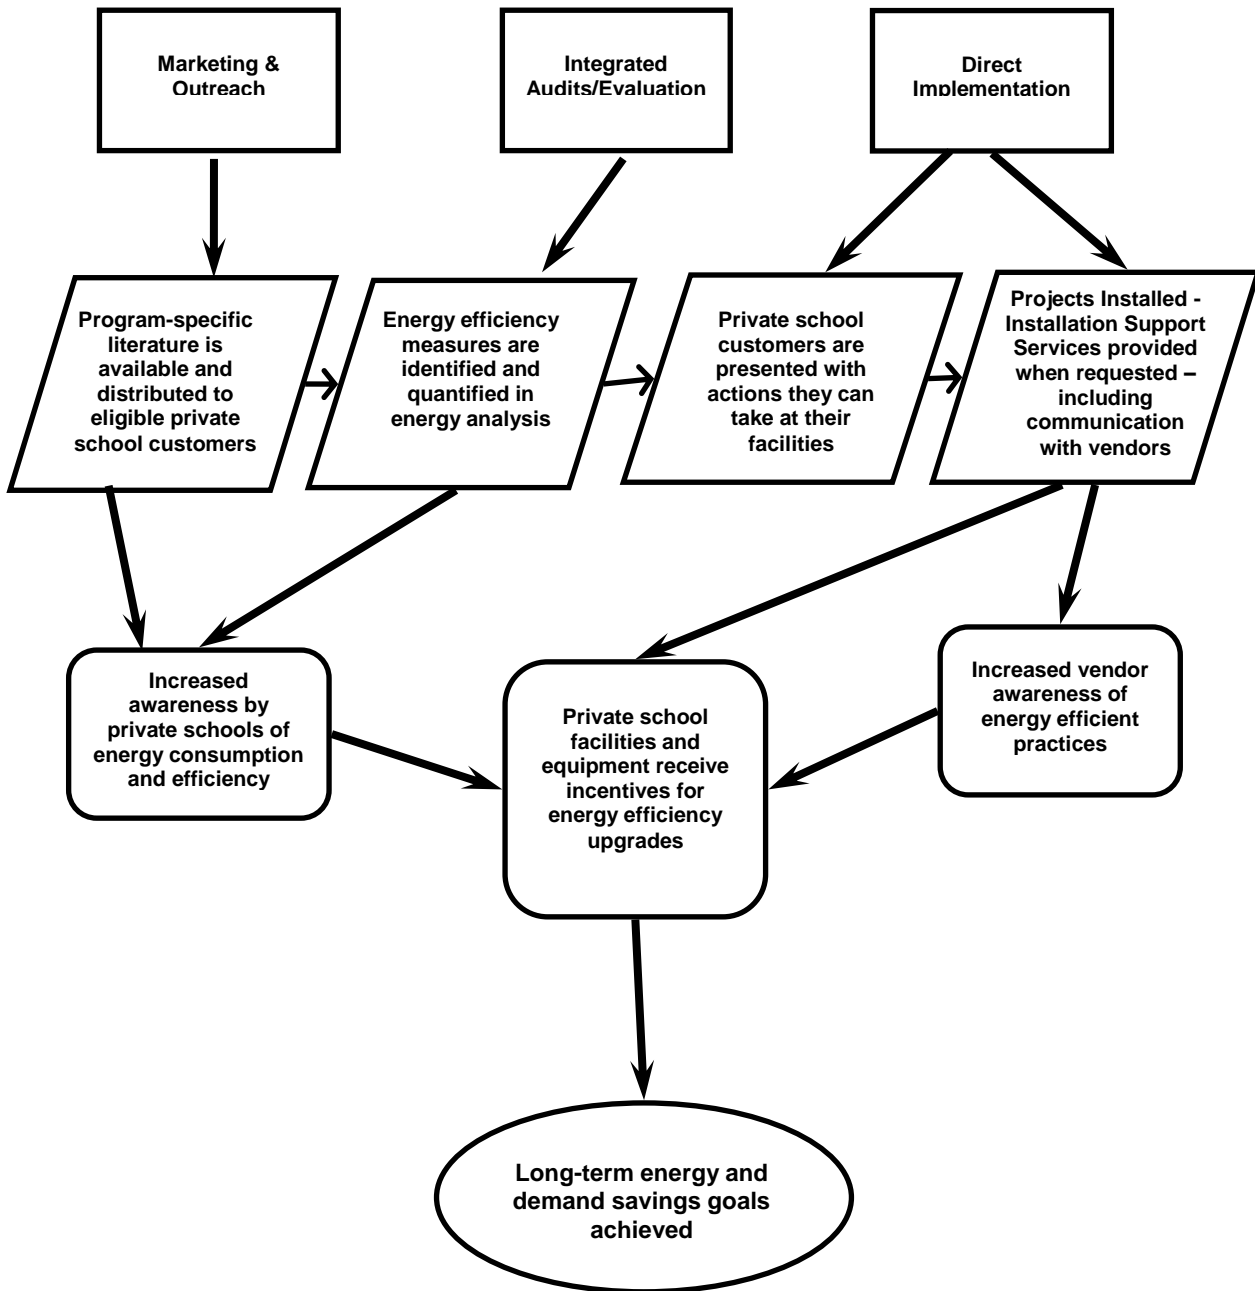 Marketing &
Outreach
Integrated
Audits/Evaluation
Direct
Implementation
Program-specific
literature is
available and
distributed to
eligible private
school customers
Energy efficiency
measures are
identified and
quantified in
energy analysis
Private school
customers are
presented with
actions they can
take at their
facilities
Projects Installed -
Installation Support
Services provided
when requested –
including
communication
with vendors
Increased
awareness by
private schools of
energy consumption
and efficiency
Private school
facilities and
equipment receive
incentives for
energy efficiency
upgrades
Increased vendor
awareness of
energy efficient
practices
Long-term energy and
demand savings goals
achieved